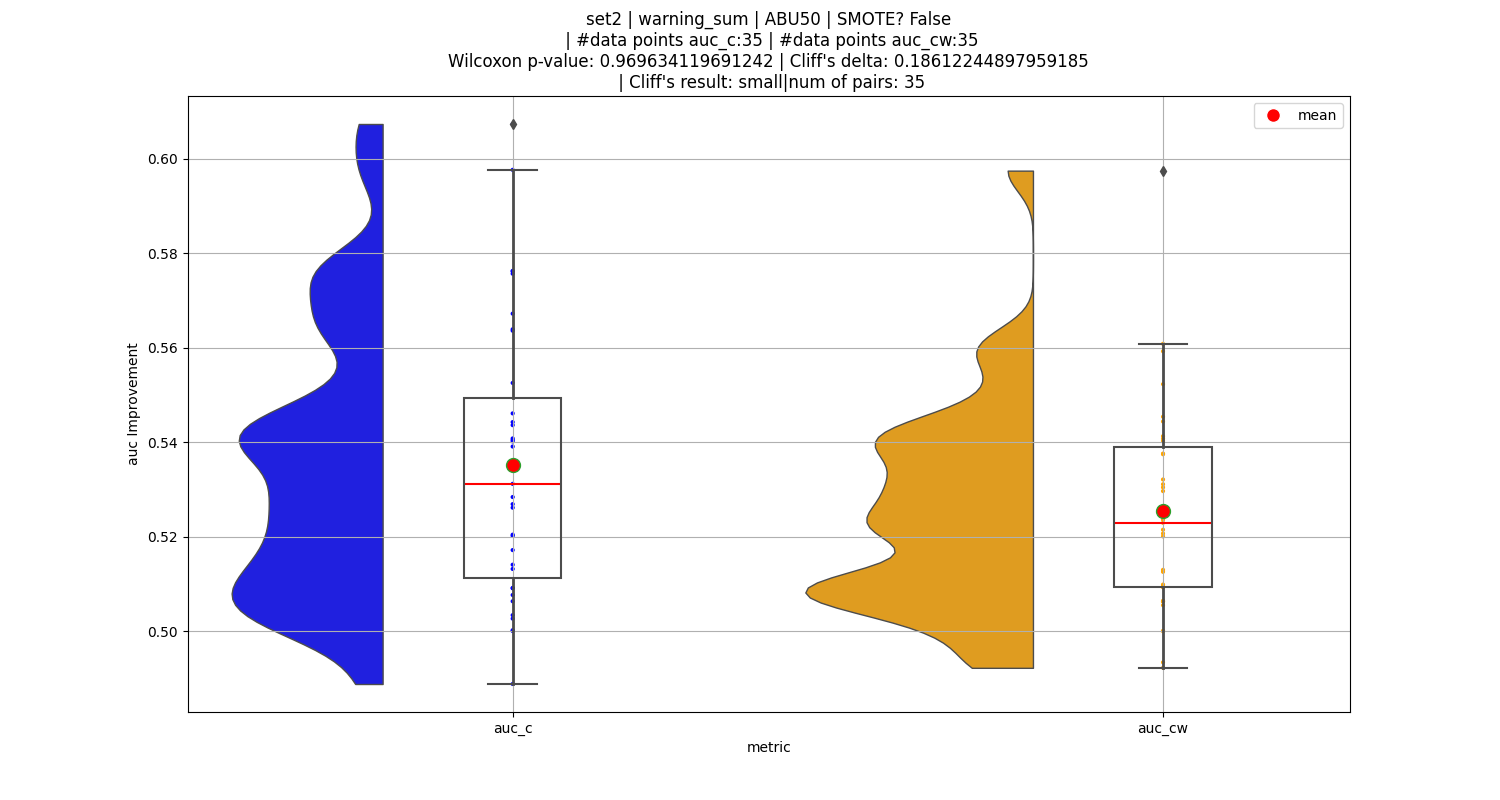 set2 | warning_sum | ABU50 | SMOTE? False
| #data points auc_c:35 | #data points auc_cw:35
Wilcoxon p-value: 0.969634119691242 | Cliff's delta: 0.18612244897959185
| Cliff's result: small|num of pairs: 35
mean
0.60
0.58
0.56
0.54
0.52
0.50
auc Improvement
auc_c
auc_cw
metric